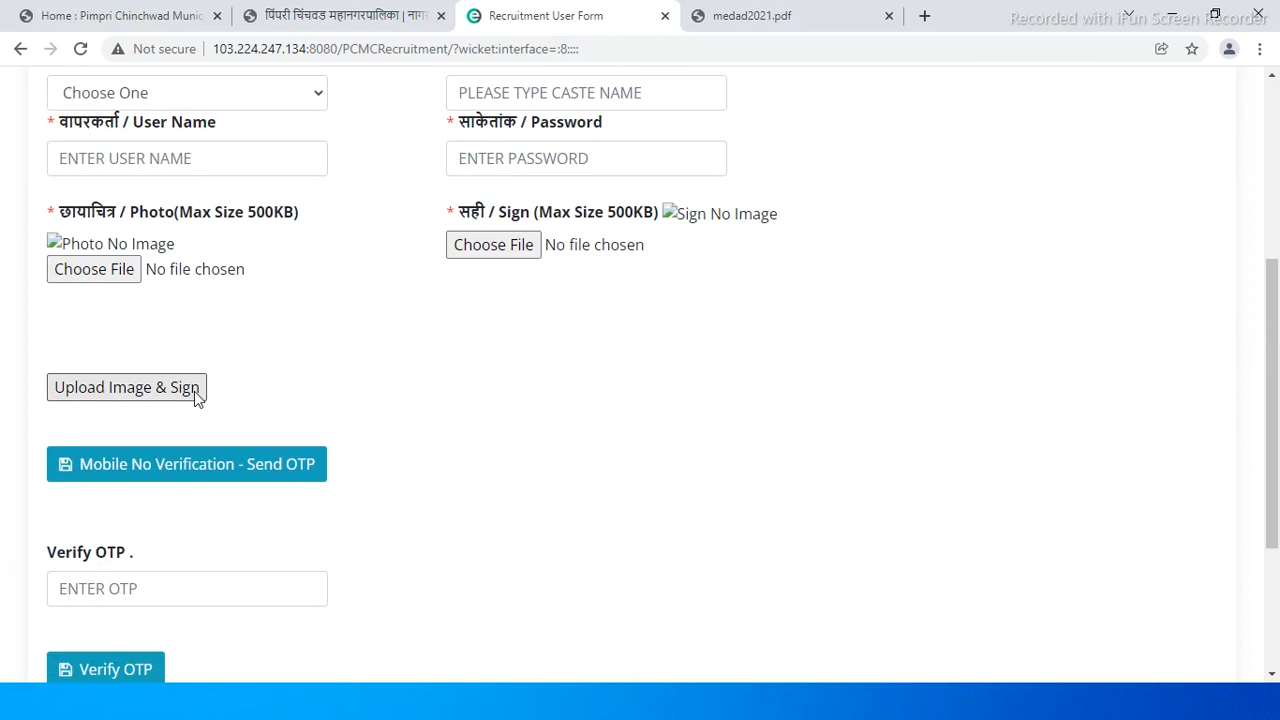 Home : Pimpri Chinchwad Munic
पिंपरी चिंचवड महानगरपालिका | नागर
Recruitment User Form
medad2021.pdf
Recorded with iFun Screen Recorder
Not secure
103.224.247.134:8080/PCMCRecruitment/?wicket:interface=:8::::
Choose One
PLEASE TYPE CASTE NAME
* वापरकर्ता / User Name
* साकेतांक / Password
ENTER USER NAME
ENTER PASSWORD
* छायाचित्र / Photo(Max Size 500KB)
* सही / Sign (Max Size 500KB) Sign No Image
Photo No Image
Choose File No file chosen
Choose File No file chosen
Upload Image & Sign
Mobile No Verification - Send OTP
Verify OTP .
ENTER OTP
Verify OTP